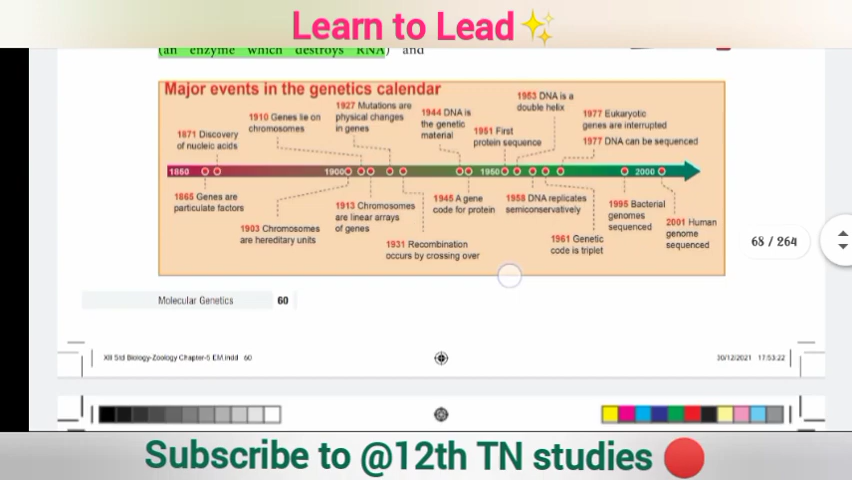 Learn to Lead✨
(an enzyme which destroys RNA) and
Major events in the genetics calendar
1871 Discovery
of nucleic acids
1910 Genes lie on
chromosomes
1927 Mutations are
physical changes
in genes
1944 DNA is
the genetic
material
1951 First
protein sequence
1953 DNA is a
double helix
1977 Eukaryotic
genes are interrupted
1977 DNA can be sequenced
1850
1900
1950
2000
1865 Genes are
particulate factors
1903 Chromosomes
are hereditary units
1913 Chromosomes
are linear arrays
of genes
1931 Recombination
occurs by crossing over
1945 A gene
code for protein
1958 DNA replicates
semiconservatively
1961 Genetic
code is triplet
1995 Bacterial
genomes
sequenced
2001 Human
genome
sequenced
68 / 264
Molecular Genetics 60
XII Std Biology-Zoology Chapter-5 EM.indd 60
30/12/2021 17:53:22
Subscribe to @12th TN studies 🔴